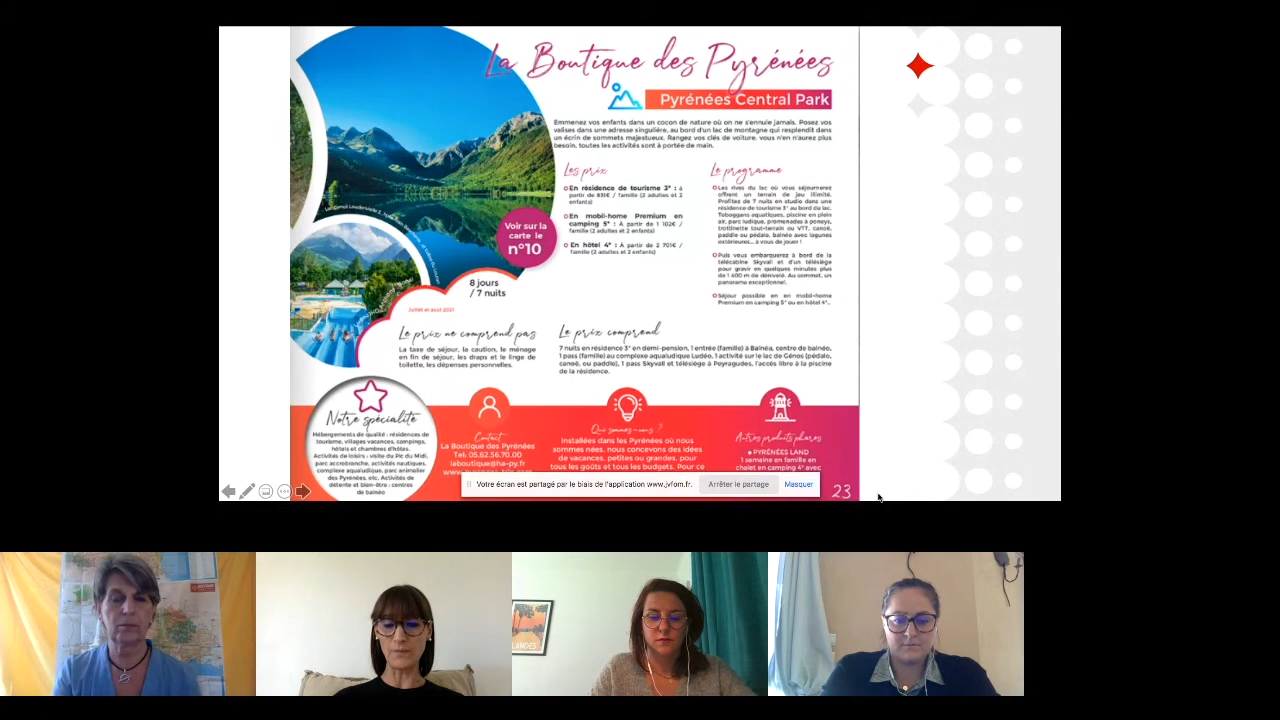 La Boutique des Pyrénées
Pyrénées Central Park
Emmenez vos enfants dans un cocon de nature où on ne s'ennuie jamais. Posez vos
valises dans une adresse singulière, au bord d'un lac de montagne qui resplendit dans
un écrin de sommets majestueux. Rangez vos clés de voiture, vous n'en n'aurez plus
besoin, toutes les activités sont à portée de main.
Les prix
En résidence de tourisme 3* : à
partir de 831€ / famille (2 adultes et 2
enfants)
En mobil-home Premium en
camping 5* : À partir de 1 102€ /
famille (2 adultes et 2 enfants)
En hôtel 4* : À partir de 2 701€ /
famille (2 adultes et 2 enfants)
Le programme
Les rives du lac où vous séjournerez
offrent un terrain de jeu illimité.
Profitez de 7 nuits en studio dans une
résidence de tourisme 3* au bord du lac.
Toboggans aquatiques, piscine en plein
air, parc ludique, promenades à poneys,
trottinette tout-terrain ou VTT, canoë,
paddle ou pédalo, balnéo avec lagunes
extérieures... à vous de jouer !
Puis vous embarquerez à bord de la
télécabine Skyvall et d'un télésiège
pour gravir en quelques minutes plus
de 1 400 m de dénivelé. Au sommet, un
panorama exceptionnel.
Séjour possible en en mobil-home
Premium en camping 5* ou en hôtel 4*...
Voir sur la
carte le
n°10
8 jours
/ 7 nuits
Juillet et août 2021
Le prix ne comprend pas
La taxe de séjour, la caution, le ménage
en fin de séjour, les draps et le linge de
toilette, les dépenses personnelles.
Le prix comprend
7 nuits en résidence 3* en demi-pension, 1 entrée (famille) à Balnéa, centre de balnéo,
1 pass (famille) au complexe aqualudique Ludéo, 1 activité sur le lac de Génos (pédalo,
canoë, ou paddle), 1 pass Skyvall et télésiège à Peyragudes, l'accès libre à la piscine
de la résidence.
Notre spécialité
Hébergements de qualité : résidences de
tourisme, villages vacances, campings,
hôtels et chambres d'hôtes.
Activités de loisirs : visite du Pic du Midi,
parc accrobranche, activités nautiques,
complexe aqualudique, parc animalier
des Pyrénées, etc. Activités de
détente et bien-être : centres
de balnéo
Contact
La Boutique des Pyrénées
Tel: 05.62.56.70.00
laboutique@ha-py.fr
Qui sommes-nous ?
Installées dans les Pyrénées où nous
sommes nées, nous concevons des idées
de vacances, petites ou grandes, pour
tous les goûts et tous les budgets. Pour ce
Autres produits phares
PYRÉNÉES LAND
1 semaine en famille en
chalet en camping 4* avec
Votre écran est partagé par le biais de l'application www.jvfom.fr.
Arrêter le partage
Masquer
23
LANDES